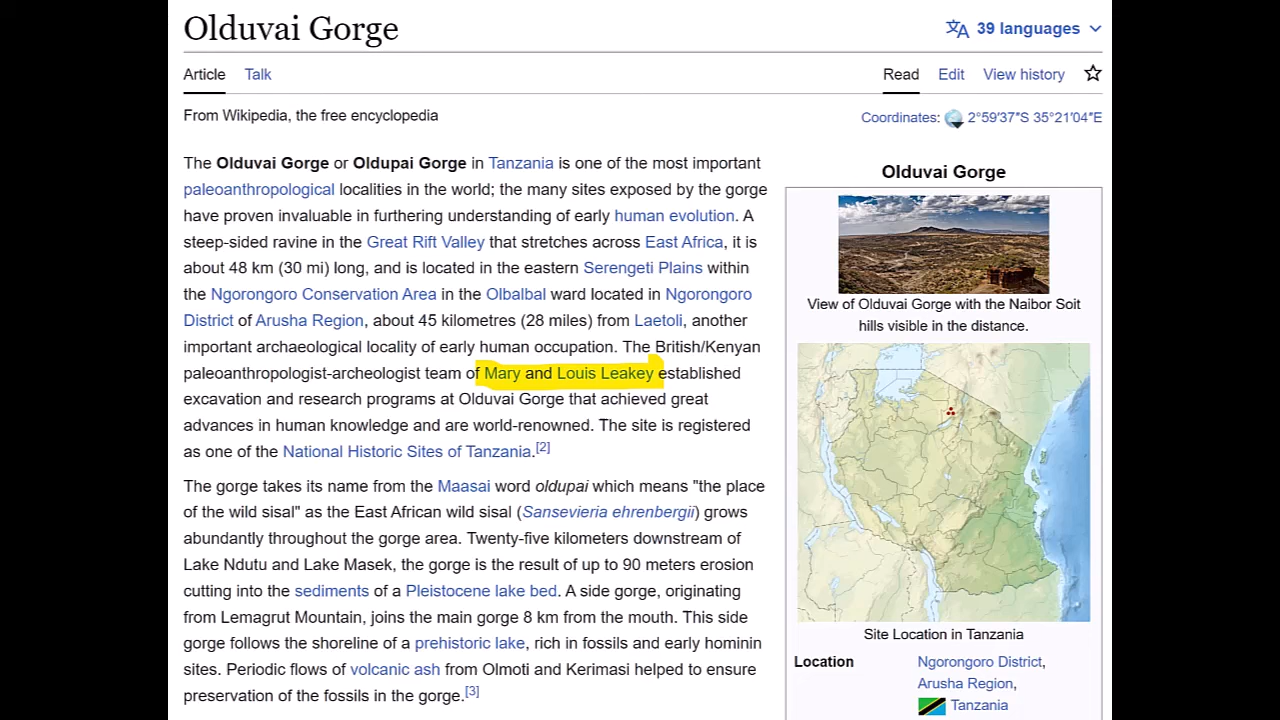 Olduvai Gorge
39 languages
Article Talk
Read Edit View history
From Wikipedia, the free encyclopedia
Coordinates: 2°59′37″S 35°21′04″E
The Olduvai Gorge or Oldupai Gorge in Tanzania is one of the most important
paleoanthropological localities in the world; the many sites exposed by the gorge
have proven invaluable in furthering understanding of early human evolution. A
steep-sided ravine in the Great Rift Valley that stretches across East Africa, it is
about 48 km (30 mi) long, and is located in the eastern Serengeti Plains within
the Ngorongoro Conservation Area in the Olbalbal ward located in Ngorongoro
District of Arusha Region, about 45 kilometres (28 miles) from Laetoli, another
important archaeological locality of early human occupation. The British/Kenyan
paleoanthropologist-archeologist team of Mary and Louis Leakey established
excavation and research programs at Olduvai Gorge that achieved great
advances in human knowledge and are world-renowned. The site is registered
as one of the National Historic Sites of Tanzania.[2]
The gorge takes its name from the Maasai word oldupai which means "the place
of the wild sisal" as the East African wild sisal (Sansevieria ehrenbergii) grows
abundantly throughout the gorge area. Twenty-five kilometers downstream of
Lake Ndutu and Lake Masek, the gorge is the result of up to 90 meters erosion
cutting into the sediments of a Pleistocene lake bed. A side gorge, originating
from Lemagrut Mountain, joins the main gorge 8 km from the mouth. This side
gorge follows the shoreline of a prehistoric lake, rich in fossils and early hominin
sites. Periodic flows of volcanic ash from Olmoti and Kerimasi helped to ensure
preservation of the fossils in the gorge.[3]
Olduvai Gorge
View of Olduvai Gorge with the Naibor Soit
hills visible in the distance.
Site Location in Tanzania
Location Ngorongoro District,
Arusha Region,
Tanzania